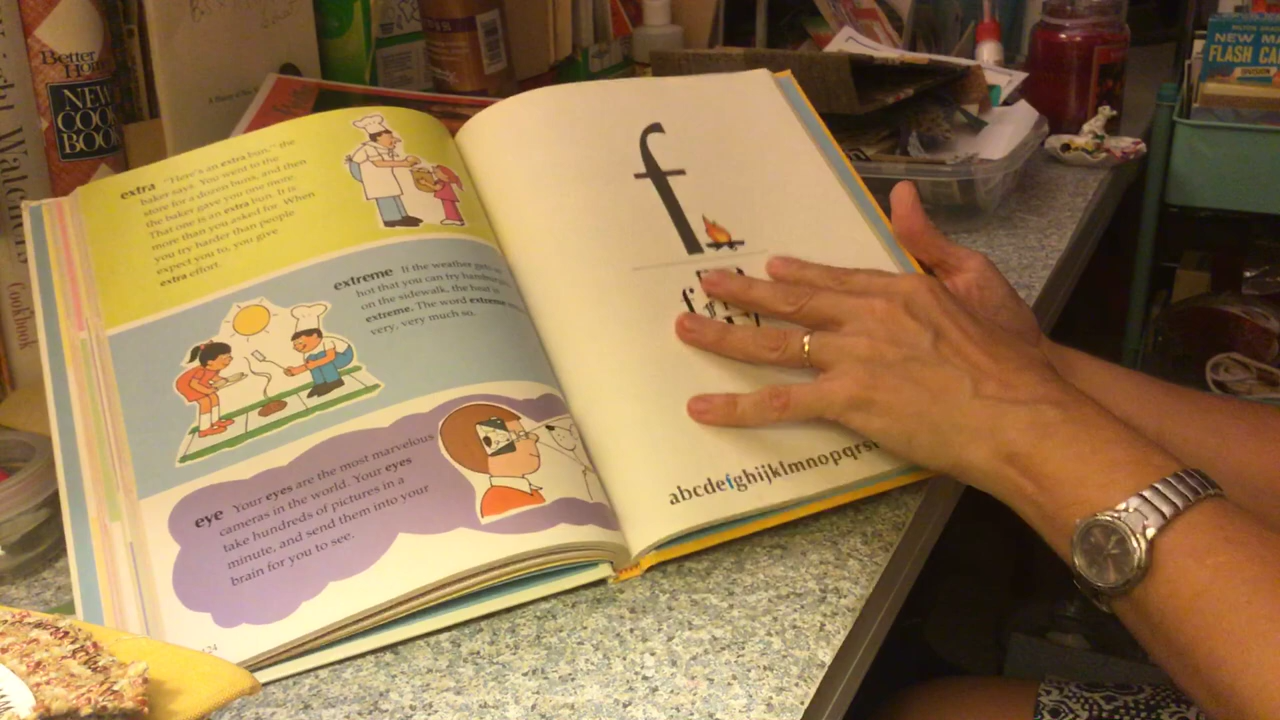 Better
NEW
COOK
BOOK
Cookbook
NEW
FLASH
DIVISION
extra "Here's an extra bun," the
baker says. You went to the
store for a dozen buns, and then
the baker gave you one more.
That one is an extra bun. It is
more than you asked for. When
you try harder than people
expect you to, you give
extra effort.
extreme If the weather gets so
hot that you can fry
on the sidewalk, the heat is
extreme. The word extreme
very, very much so.
eye Your eyes are the most marvelous
cameras in the world. Your eyes
take hundreds of pictures in a
minute, and send them into your
brain for you to see.
f
abcdefghijklmnopqrs